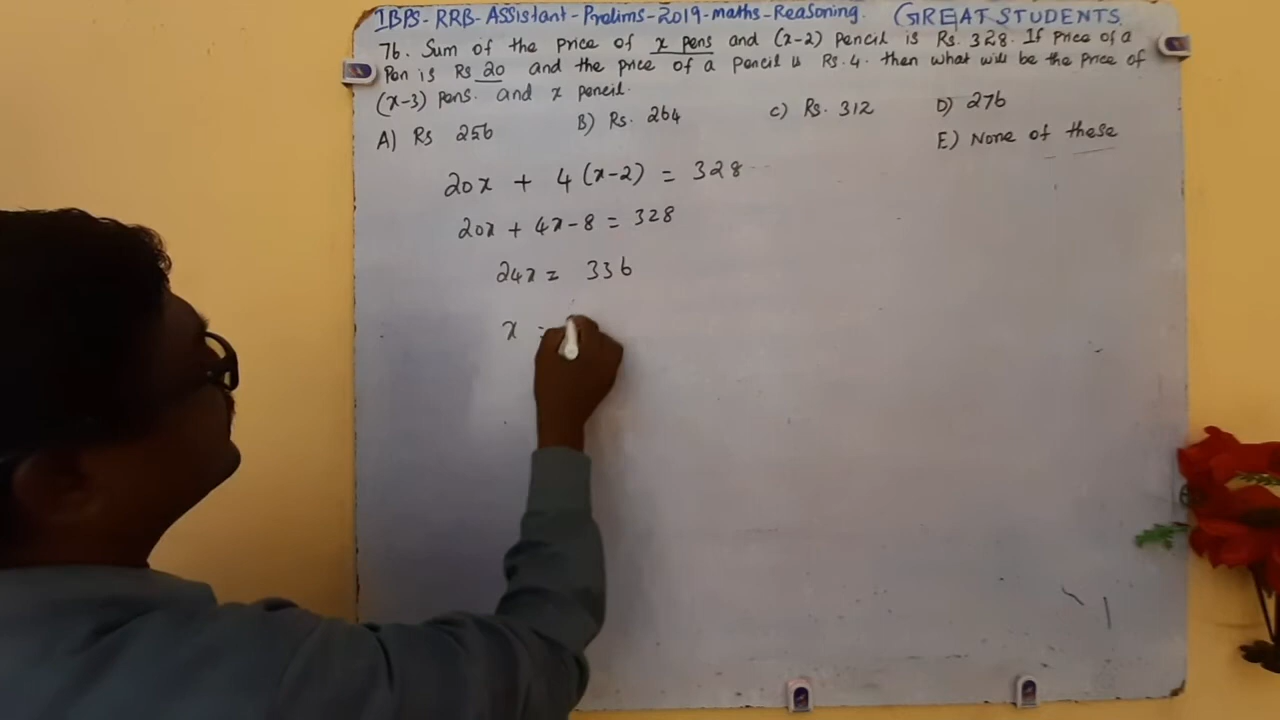 IBPS-RRB-Assistant-Prelims-2019-maths-Reasoning. GREAT STUDENTS
76. Sum of the price of x pens and (x-2) pencil is Rs. 328. If price of a
Pen is Rs 20 and the price of a pencil is Rs. 4. then what will be the price of
(x-3) pens. and x pencil.
A) Rs 256 B) Rs. 264 C) Rs. 312 D) 276
E) None of these
20x + 4(x-2) = 328
20x + 4x-8 = 328
24x = 336
x =